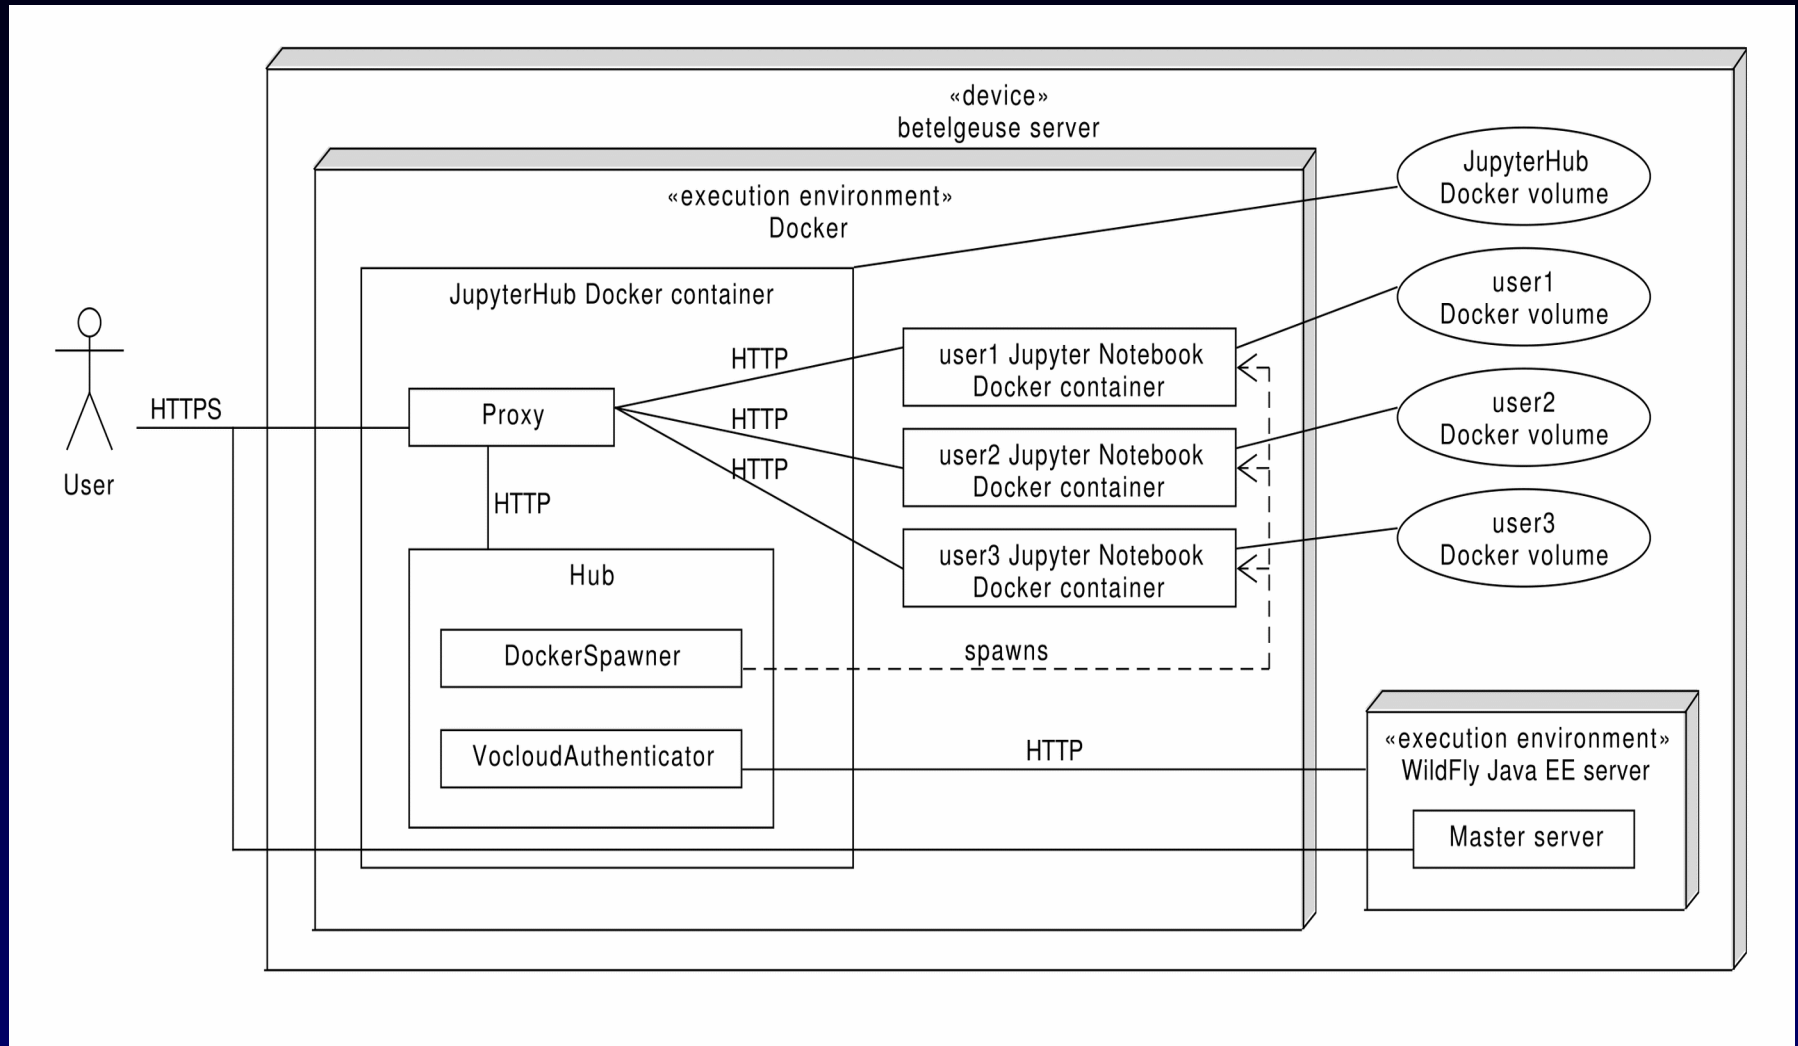 «device»
betelgeuse server
«execution environment»
Docker
JupyterHub
Docker volume
JupyterHub Docker container
user1
Docker volume
HTTP
user1 Jupyter Notebook
Docker container
HTTPS
Proxy
HTTP
user2
Docker volume
User
HTTP
user2 Jupyter Notebook
Docker container
HTTP
user3
Docker volume
Hub
user3 Jupyter Notebook
Docker container
DockerSpawner
spawns
VocloudAuthenticator
HTTP
«execution environment»
WildFly Java EE server
Master server